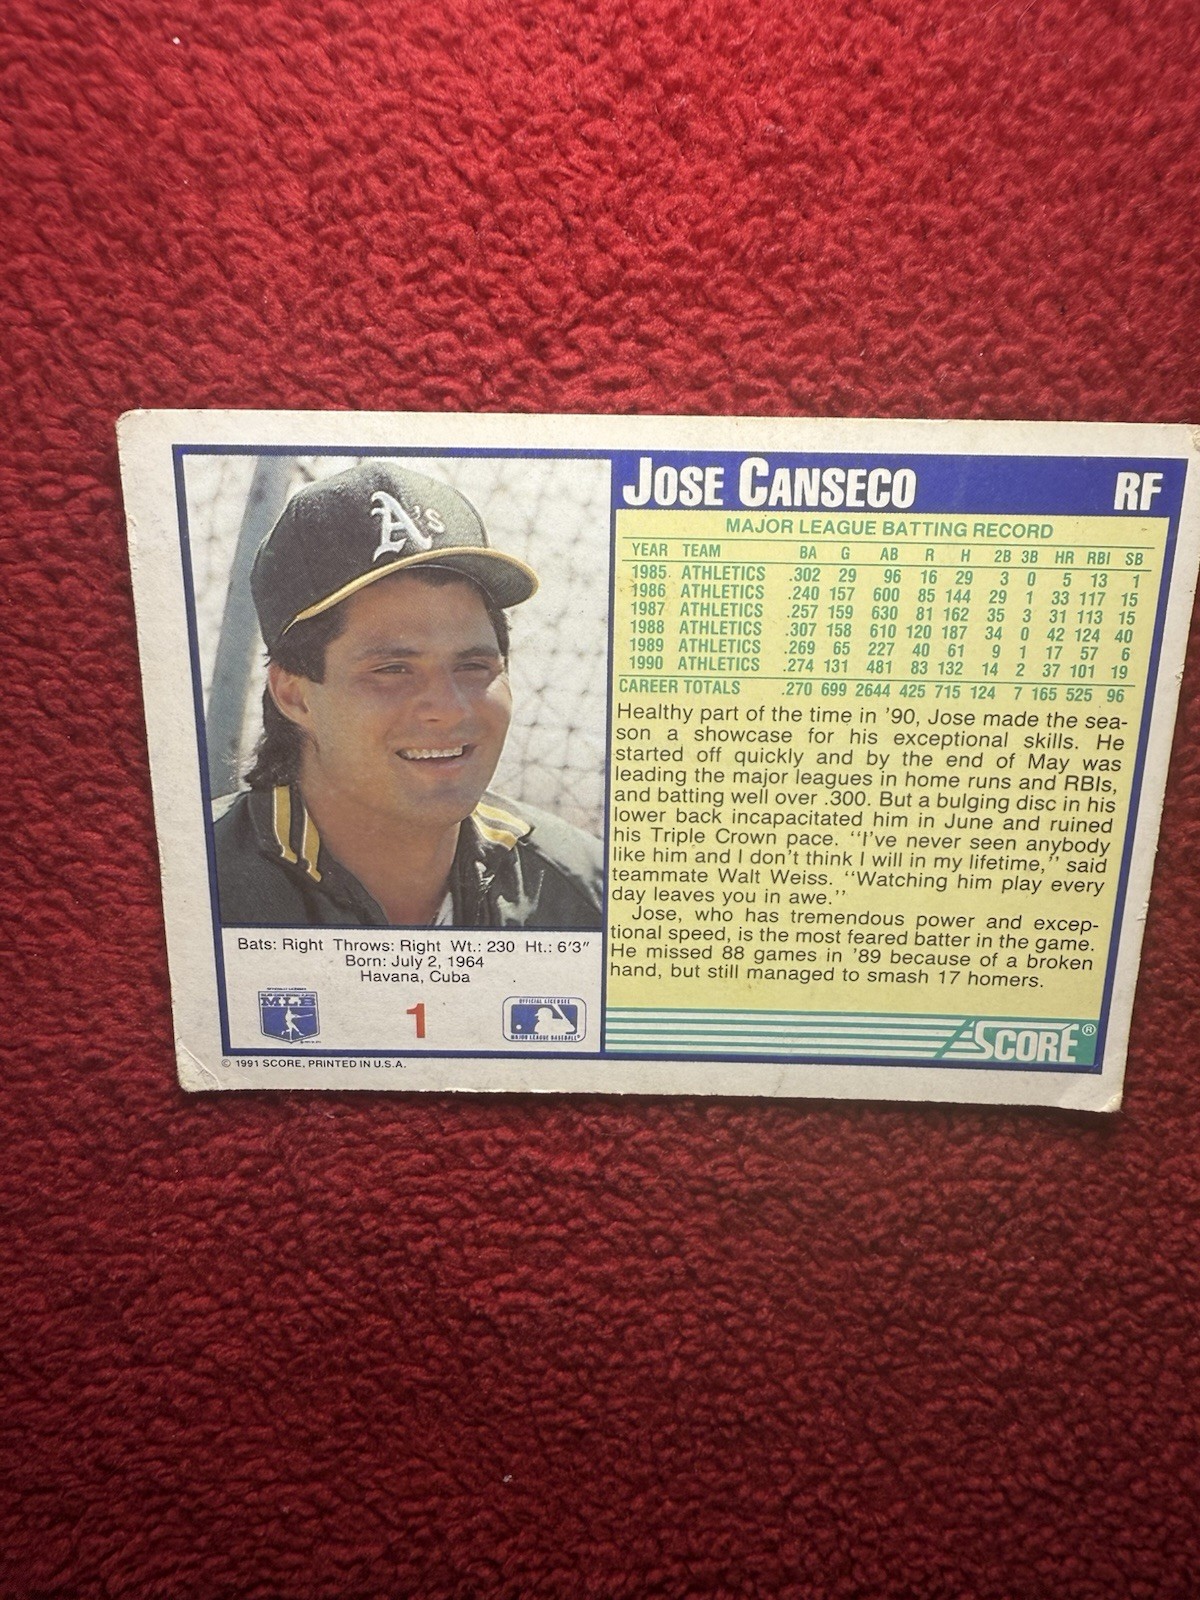 A's
JOSE CANSECO RF
MAJOR LEAGUE BATTING RECORD
YEAR TEAM BA G AB R H 2B 3B HR RBI SB
1985 ATHLETICS .302 29 96 16 29 3 0 5 13 1
1986 ATHLETICS .240 157 600 85 144 29 1 33 117 15
1987 ATHLETICS .257 159 630 81 162 35 3 31 113 15
1988 ATHLETICS .307 158 610 120 187 34 0 42 124 40
1989 ATHLETICS .269 65 227 40 61 9 1 17 57 6
1990 ATHLETICS .274 131 481 83 132 14 2 37 101 19
CAREER TOTALS .270 699 2644 425 715 124 7 165 525 96
Healthy part of the time in '90, Jose made the sea-
son a showcase for his exceptional skills. He
started off quickly and by the end of May was
leading the major leagues in home runs and RBIs,
and batting well over .300. But a bulging disc in his
lower back incapacitated him in June and ruined
his Triple Crown pace. "I've never seen anybody
like him and I don't think I will in my lifetime," said
teammate Walt Weiss. "Watching him play every
day leaves you in awe."
Jose, who has tremendous power and excep-
tional speed, is the most feared batter in the game.
He missed 88 games in '89 because of a broken
hand, but still managed to smash 17 homers.
Bats: Right Throws: Right Wt.: 230 Ht.: 6'3"
Born: July 2, 1964
Havana, Cuba
1
OFFICIAL LICENSEE
MAJOR LEAGUE BASEBALL
SCORE®
© 1991 SCORE, PRINTED IN U.S.A.